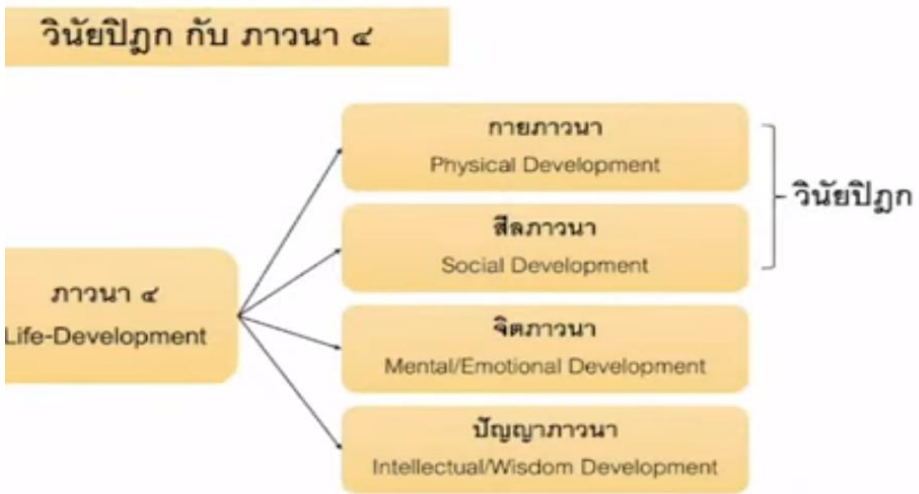 วินัยปิฎก กับ ภาวนา ๔
กายภาวนา
Physical Development
วินัยปิฎก
สีลภาวนา
Social Development
ภาวนา ๔
Life-Development
จิตภาวนา
Mental/Emotional Development
ปัญญาภาวนา
Intellectual/Wisdom Development